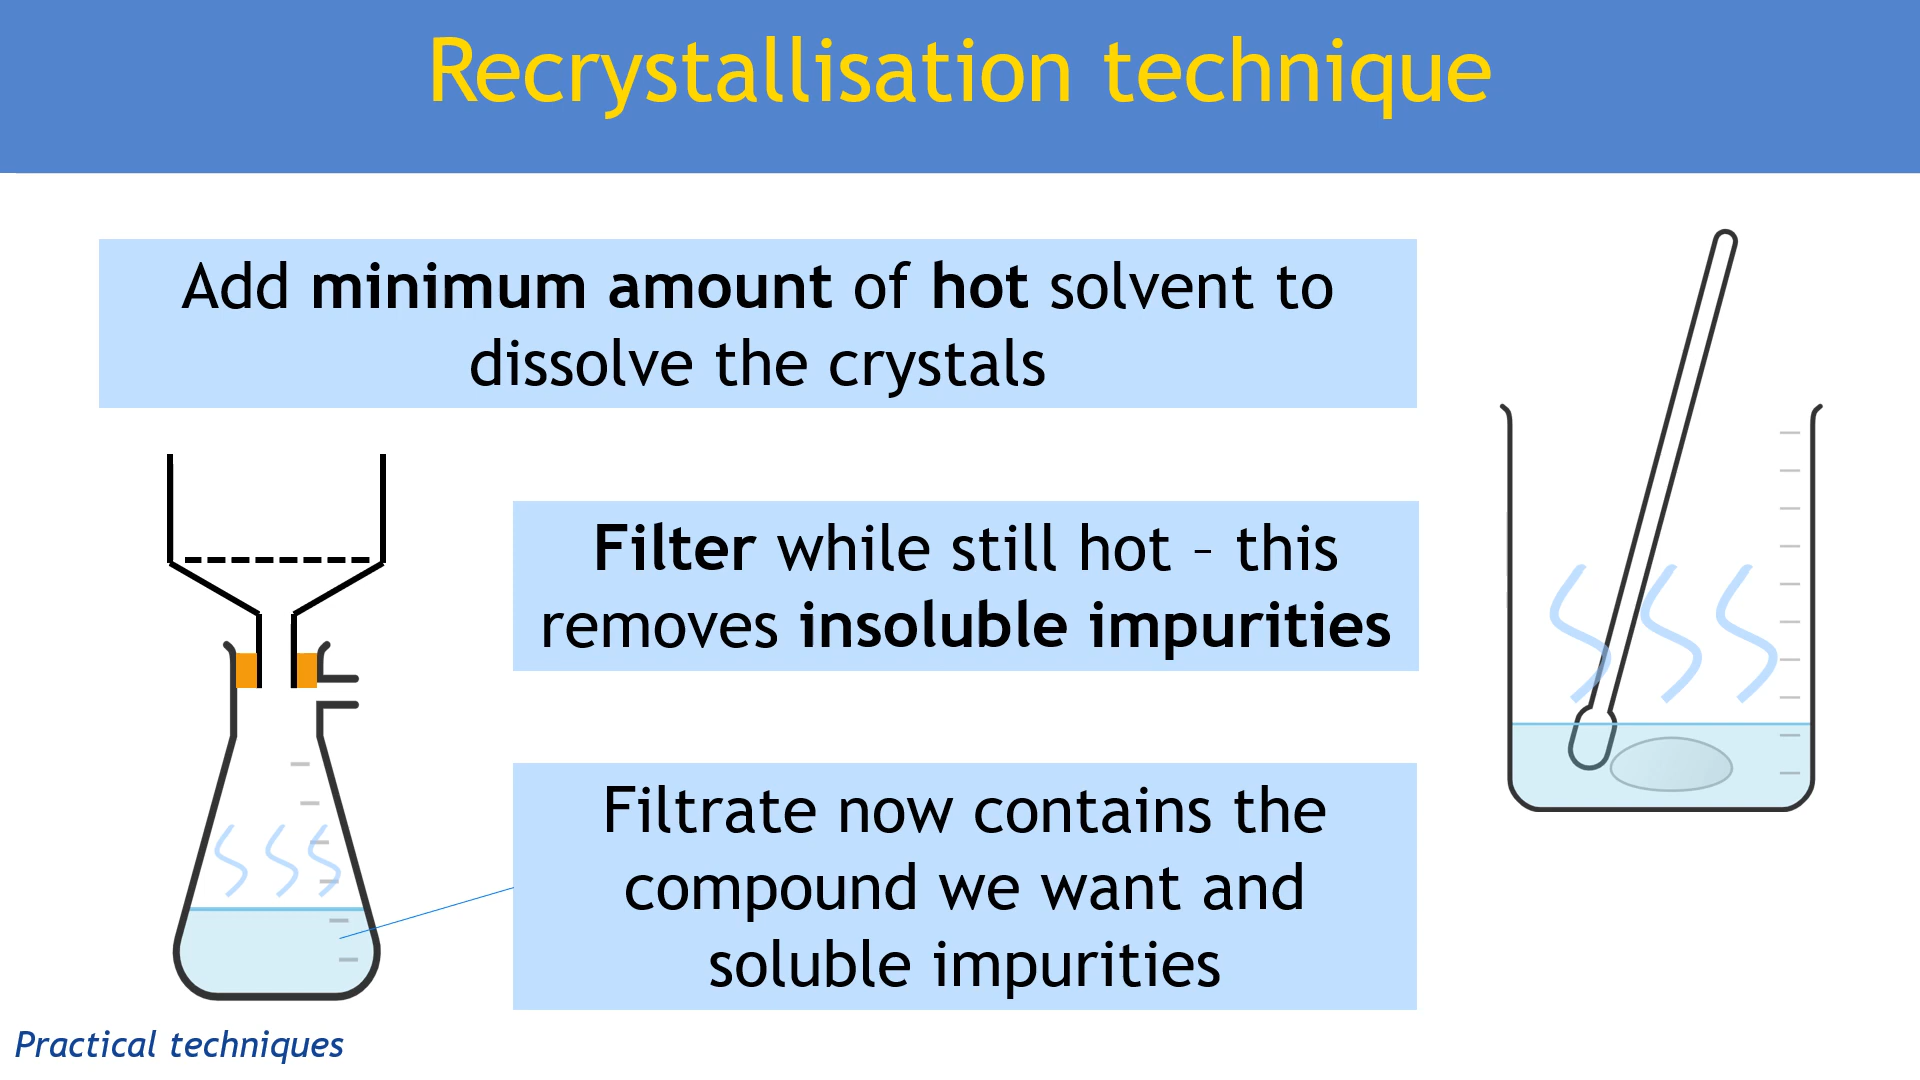 Recrystallisation technique
Add minimum amount of hot solvent to
dissolve the crystals
Filter while still hot – this
removes insoluble impurities
Filtrate now contains the
compound we want and
soluble impurities
Practical techniques